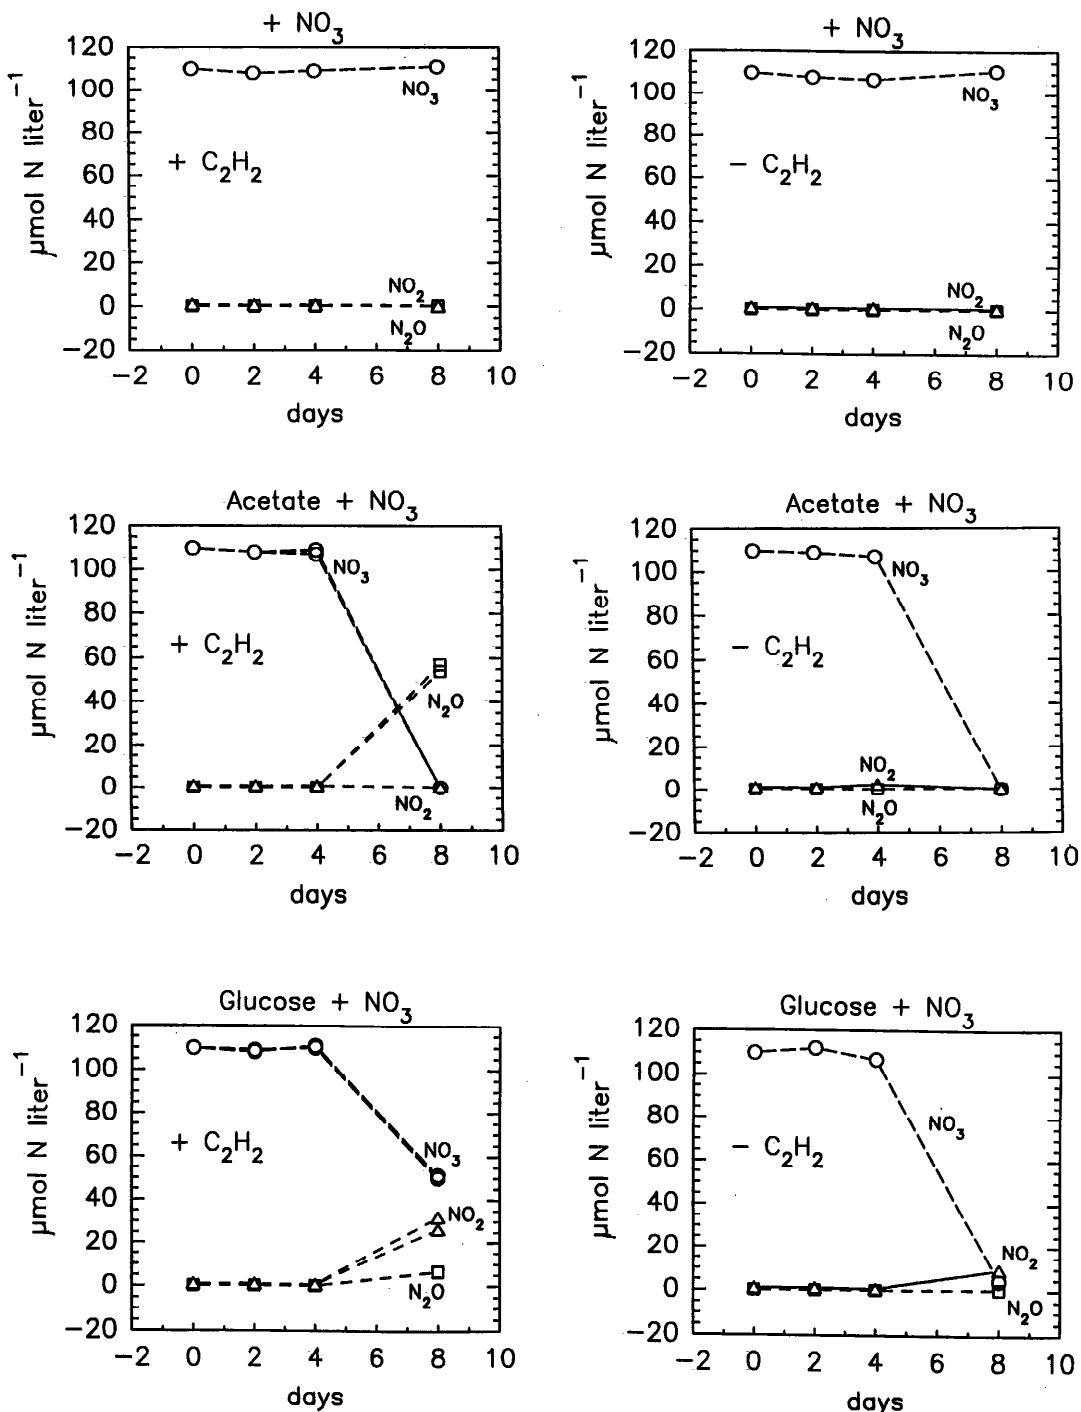 + NO3
120
100
80
60
40
20
0
−20
μmol N liter−1
NO3
+ C2H2
NO2
N2O
−2 0 2 4 6 8 10
days
+ NO3
120
100
80
60
40
20
0
−20
μmol N liter−1
NO3
− C2H2
NO2
N2O
−2 0 2 4 6 8 10
days
Acetate + NO3
120
100
80
60
40
20
0
−20
μmol N liter−1
NO3
+ C2H2
N2O
NO2
−2 0 2 4 6 8 10
days
Acetate + NO3
120
100
80
60
40
20
0
−20
μmol N liter−1
NO3
− C2H2
NO2
N2O
−2 0 2 4 6 8 10
days
Glucose + NO3
120
100
80
60
40
20
0
−20
μmol N liter−1
+ C2H2
NO3
NO2
N2O
−2 0 2 4 6 8 10
days
Glucose + NO3
120
100
80
60
40
20
0
−20
μmol N liter−1
NO3
− C2H2
NO2
N2O
−2 0 2 4 6 8 10
days